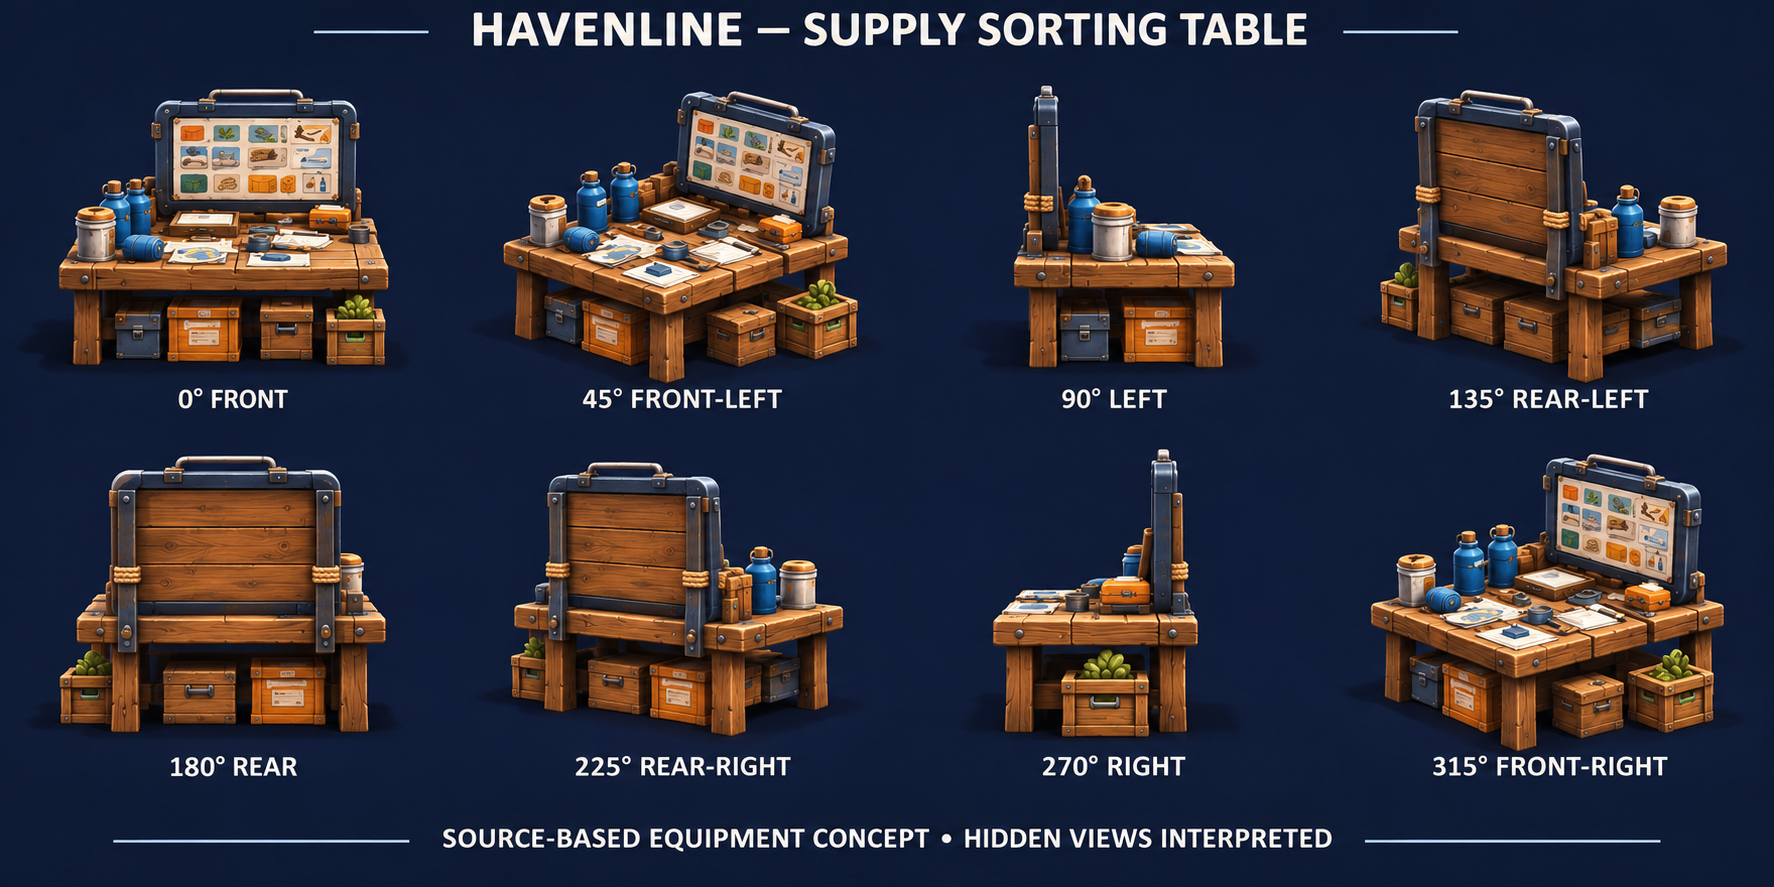 HAVENLINE — SUPPLY SORTING TABLE
0° FRONT
45° FRONT-LEFT
90° LEFT
135° REAR-LEFT
180° REAR
225° REAR-RIGHT
270° RIGHT
315° FRONT-RIGHT
SOURCE-BASED EQUIPMENT CONCEPT • HIDDEN VIEWS INTERPRETED